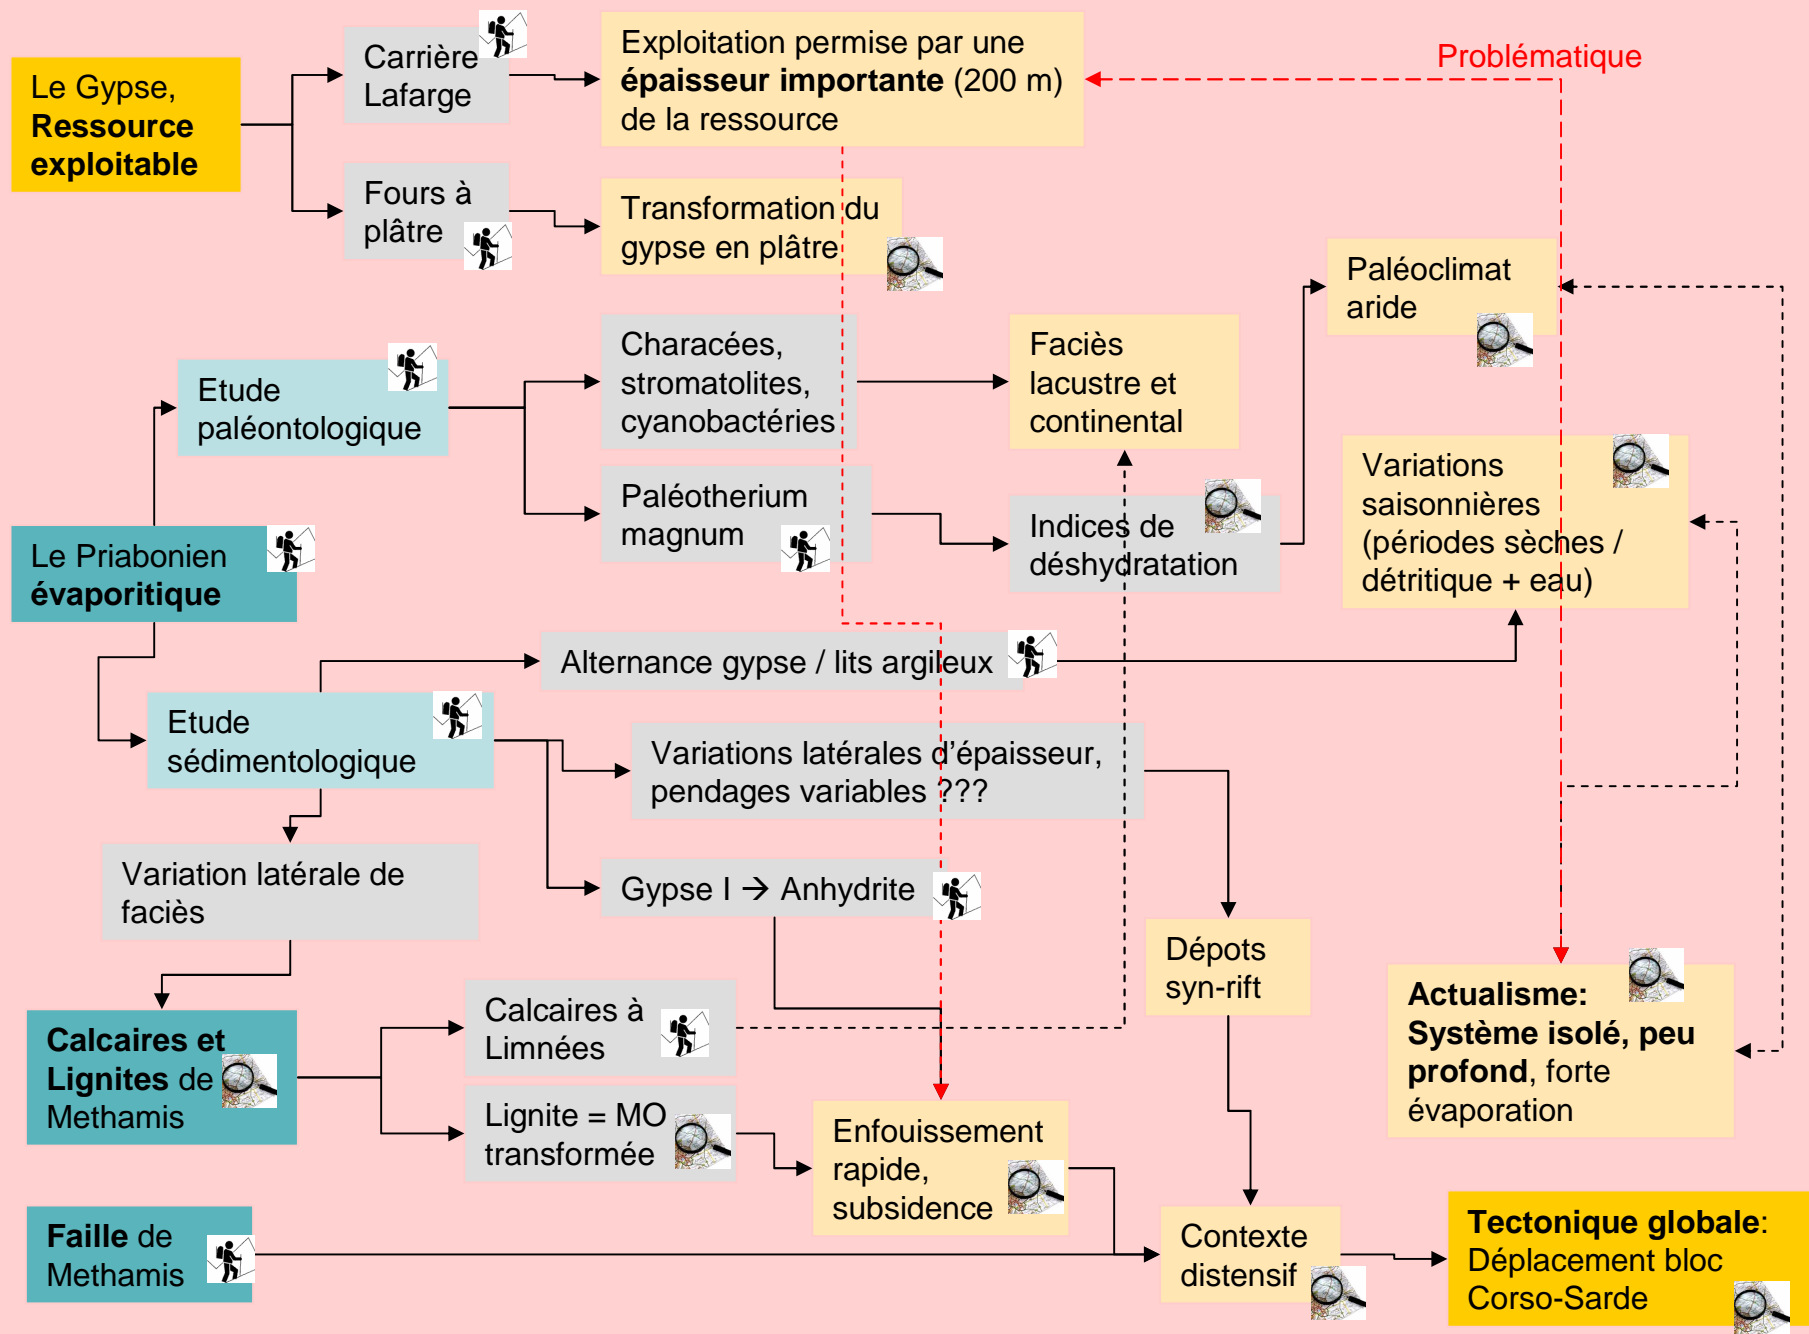 Le Gypse,
Ressource
exploitable
Carrière
Lafarge
Exploitation permise par une
épaisseur importante (200 m)
de la ressource
Problématique
Fours à
plâtre
Transformation du
gypse en plâtre
Paléoclimat
aride
Etude
paléontologique
Characées,
stromatolites,
cyanobactéries
Faciès
lacustre et
continental
Variations
saisonnières
(périodes sèches /
détritique + eau)
Paléotherium
magnum
Indices de
déshydratation
Le Priabonien
évaporitique
Alternance gypse / lits argileux
Etude
sédimentologique
Variations latérales d'épaisseur,
pendages variables ???
Variation latérale de
faciès
Gypse I → Anhydrite
Dépots
syn-rift
Actualisme:
Système isolé, peu
profond, forte
évaporation
Calcaires et
Lignites de
Methamis
Calcaires à
Limnées
Lignite = MO
transformée
Enfouissement
rapide,
subsidence
Faille de
Methamis
Contexte
distensif
Tectonique globale:
Déplacement bloc
Corso-Sarde